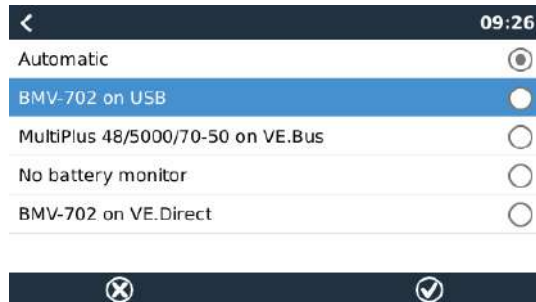 09:26
Automatic
BMV-702 on USB
MultiPlus 48/5000/70-50 on VE.Bus
No battery monitor
BMV-702 on VE.Direct